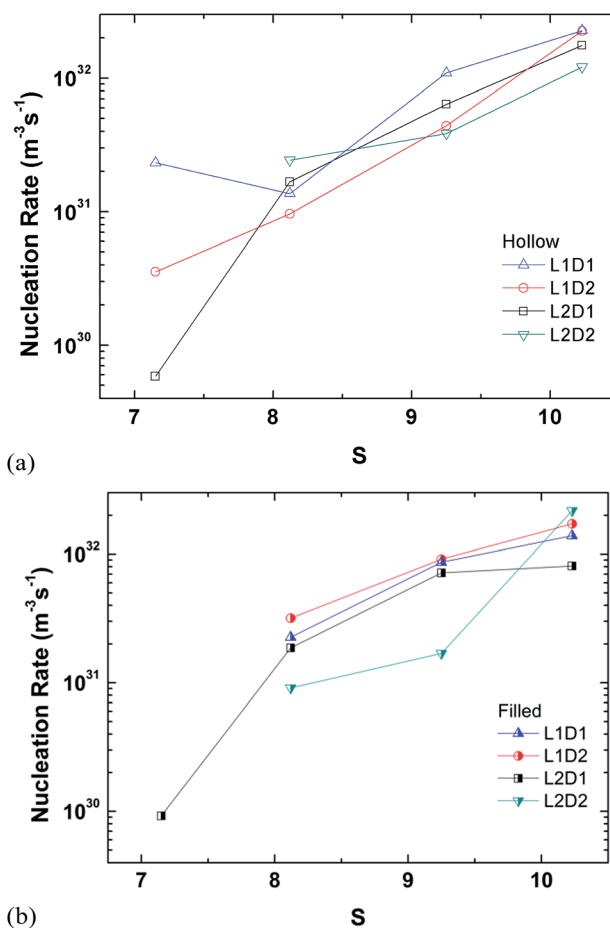 10³²
10³¹
10³⁰
Nucleation Rate (m⁻³s⁻¹)
Hollow
L1D1
L1D2
L2D1
L2D2
7 8 9 10
S
(a)
10³²
10³¹
10³⁰
Nucleation Rate (m⁻³s⁻¹)
Filled
L1D1
L1D2
L2D1
L2D2
7 8 9 10
S
(b)